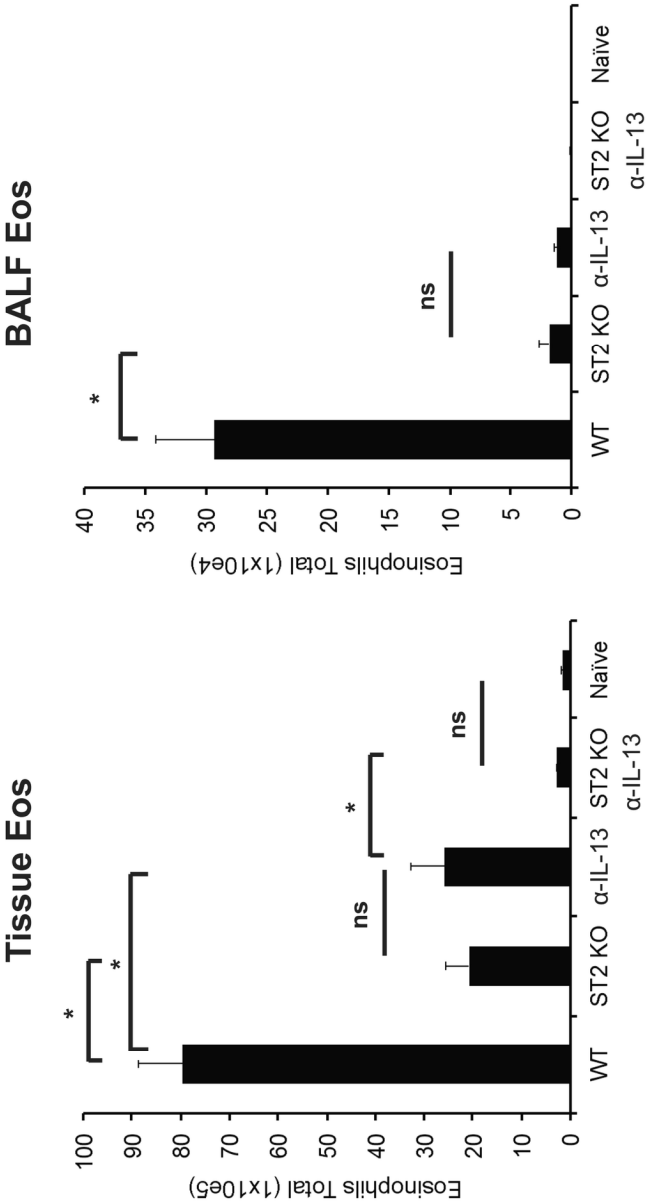 Tissue Eos
Eosinophils Total (1x10e5)
100
90
80
70
60
50
40
30
20
10
0
*
*
ns
*
ns
WT
ST2 KO
α-IL-13
ST2 KO
α-IL-13
Naïve
BALF Eos
Eosinophils Total (1x10e4)
40
35
30
25
20
15
10
5
0
*
ns
WT
ST2 KO
α-IL-13
ST2 KO
α-IL-13
Naïve